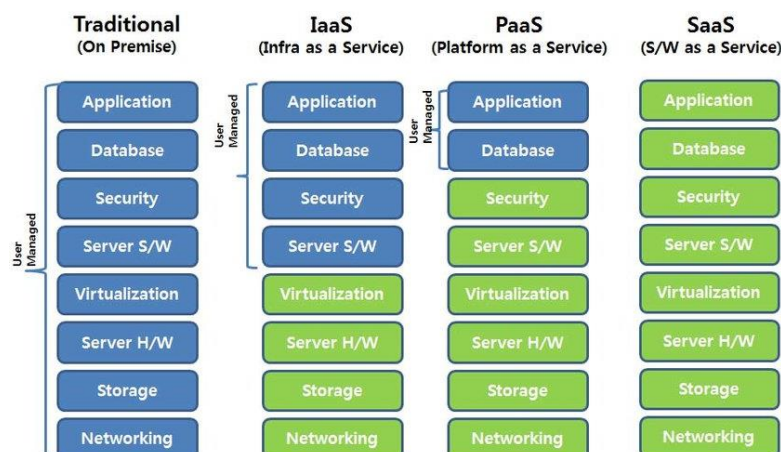 Traditional
(On Premise)
IaaS
(Infra as a Service)
PaaS
(Platform as a Service)
SaaS
(S/W as a Service)
User
Managed
Application
Database
Security
Server S/W
Virtualization
Server H/W
Storage
Networking
User
Managed
Application
Database
Security
Server S/W
Virtualization
Server H/W
Storage
Networking
User
Managed
Application
Database
Security
Server S/W
Virtualization
Server H/W
Storage
Networking
Application
Database
Security
Server S/W
Virtualization
Server H/W
Storage
Networking